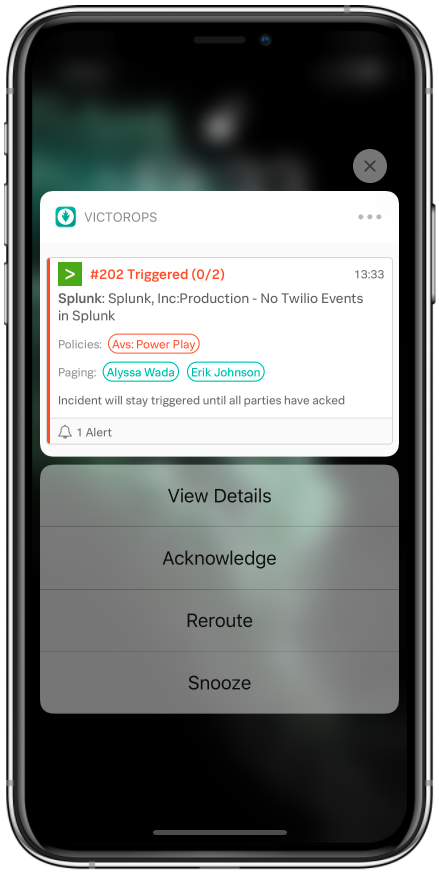 VICTOROPS
#202 Triggered (0/2) 13:33
Splunk: Splunk, Inc:Production - No Twilio Events
in Splunk
Policies: Avs: Power Play
Paging: Alyssa Wada Erik Johnson
Incident will stay triggered until all parties have acked
1 Alert
View Details
Acknowledge
Reroute
Snooze